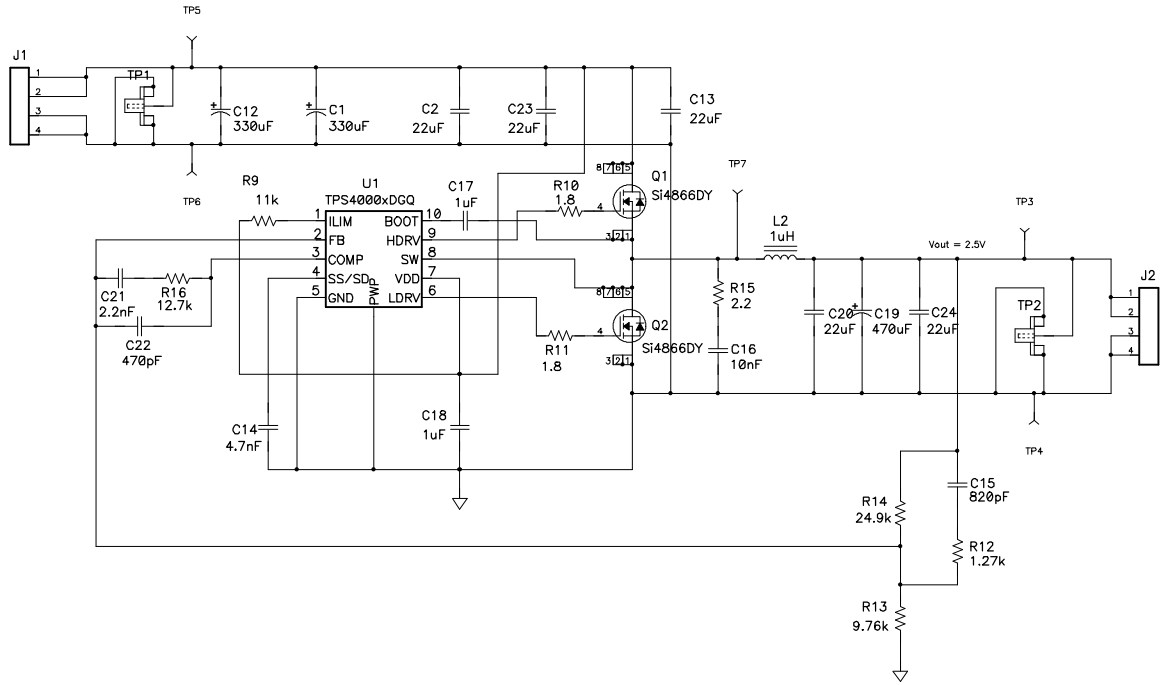 TP5
J1
1
2
3
4
TP1
C12
330uF
C1
330uF
C2
22uF
C23
22uF
C13
22uF
TP6
R9
11k
U1
TPS4000xDGQ
1 ILIM
2 FB
3 COMP
4 SS/SD
5 GND
PWP
BOOT 10
HDRV 9
SW 8
VDD 7
LDRV 6
C17
1uF
R10
1.8
8 7 6 5
4
3 2 1
Q1
Si4866DY
TP7
L2
1uH
Vout = 2.5V
TP3
J2
1
2
3
4
C21
2.2nF
R16
12.7k
C22
470pF
R11
1.8
8 7 6 5
4
3 2 1
Q2
Si4866DY
R15
2.2
C16
10nF
C20
22uF
C19
470uF
C24
22uF
TP2
TP4
C14
4.7nF
C18
1uF
R14
24.9k
C15
820pF
R12
1.27k
R13
9.76k